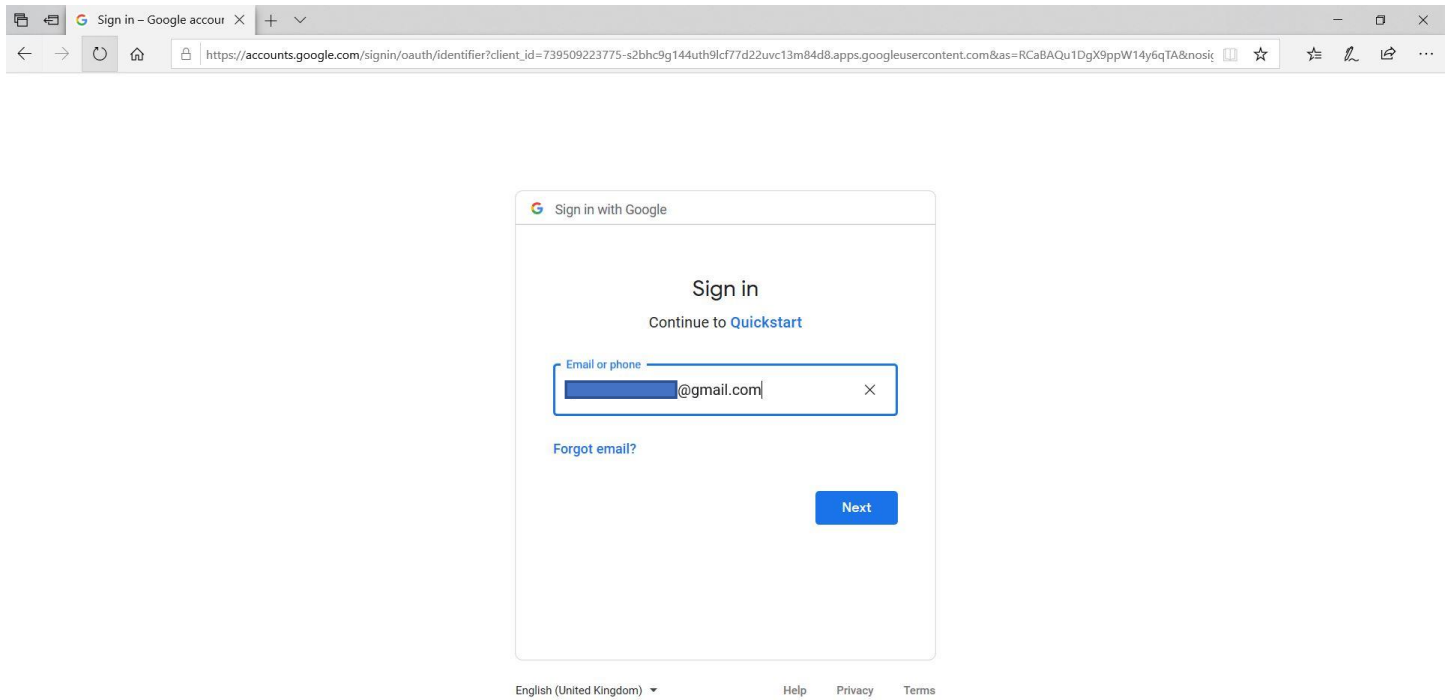 Sign in – Google accour
https://accounts.google.com/signin/oauth/identifier?client_id=739509223775-s2bhc9g144uth9lcf77d22uvc13m84d8.apps.googleusercontent.com&as=RCaBAQu1DgX9ppW14y6qTA&nosig
Sign in with Google
Sign in
Continue to Quickstart
Email or phone
@gmail.com
Forgot email?
Next
English (United Kingdom) Help Privacy Terms